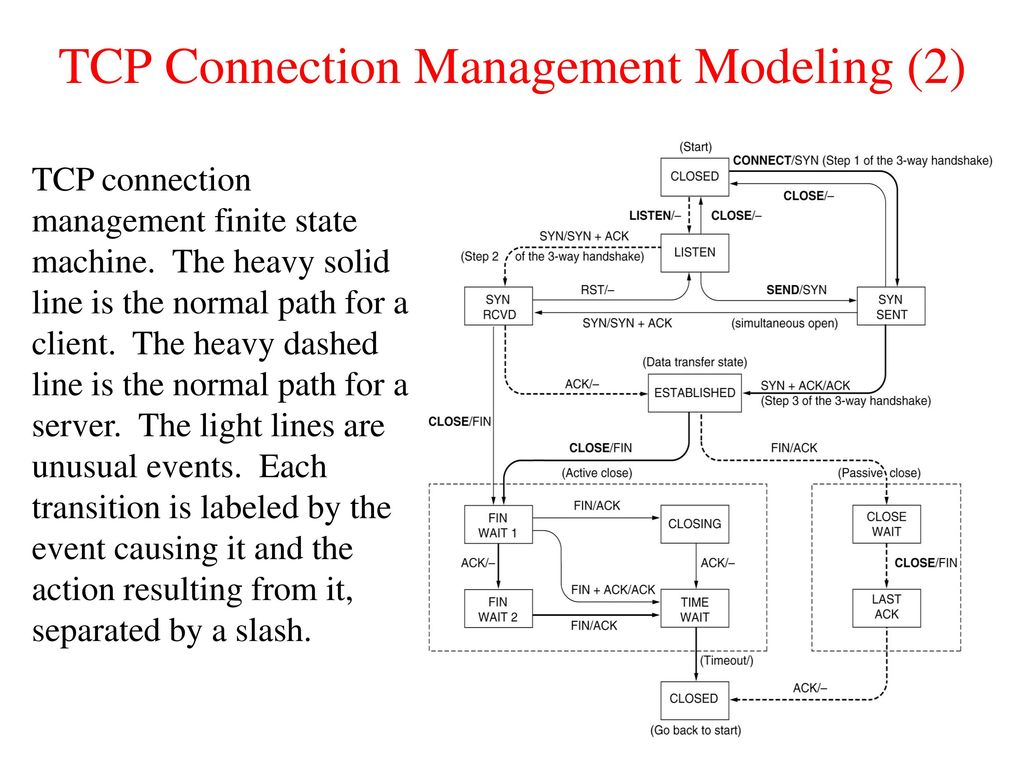 TCP Connection Management Modeling (2)
TCP connection
management finite state
machine.  The heavy solid
line is the normal path for a
client.  The heavy dashed
line is the normal path for a
server.  The light lines are
unusual events.  Each
transition is labeled by the
event causing it and the
action resulting from it,
separated by a slash.
(Start)
CONNECT/SYN (Step 1 of the 3-way handshake)
CLOSED
CLOSE/–
LISTEN/–
CLOSE/–
SYN/SYN + ACK
(Step 2 of the 3-way handshake)
LISTEN
RST/–
SEND/SYN
SYN
RCVD
SYN
SENT
SYN/SYN + ACK
(simultaneous open)
(Data transfer state)
ACK/–
ESTABLISHED
SYN + ACK/ACK
(Step 3 of the 3-way handshake)
CLOSE/FIN
CLOSE/FIN
FIN/ACK
(Active close)
(Passive close)
FIN/ACK
FIN
WAIT 1
CLOSING
CLOSE
WAIT
ACK/–
ACK/–
CLOSE/FIN
FIN + ACK/ACK
FIN
WAIT 2
TIME
WAIT
LAST
ACK
FIN/ACK
(Timeout/)
ACK/–
CLOSED
(Go back to start)